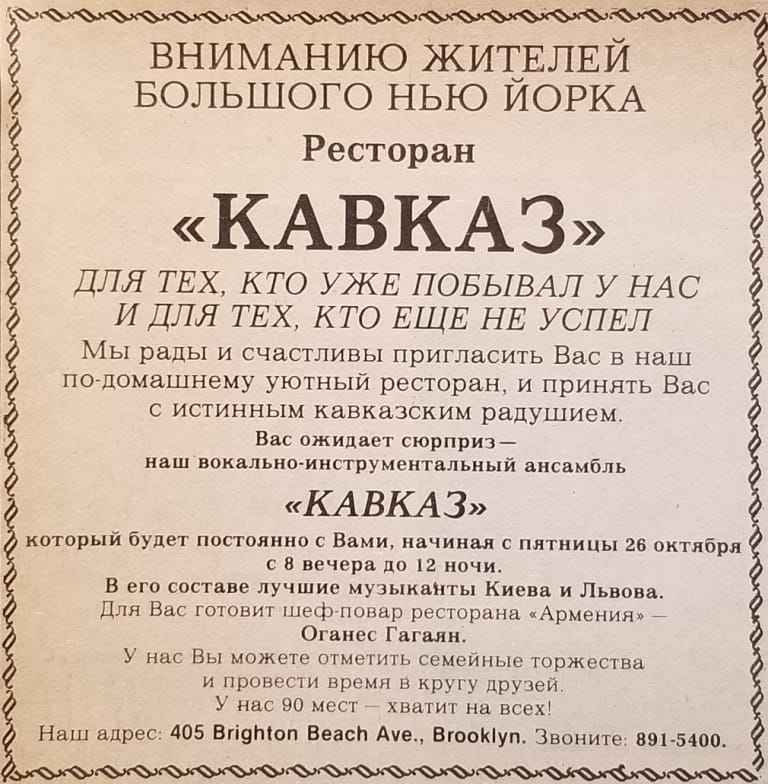 ВНИМАНИЮ ЖИТЕЛЕЙ
БОЛЬШОГО НЬЮ ЙОРКА
Ресторан
«КАВКАЗ»
ДЛЯ ТЕХ, КТО УЖЕ ПОБЫВАЛ У НАС
И ДЛЯ ТЕХ, КТО ЕЩЕ НЕ УСПЕЛ
Мы рады и счастливы пригласить Вас в наш
по-домашнему уютный ресторан, и принять Вас
с истинным кавказским радушием.
Вас ожидает сюрприз —
наш вокально-инструментальный ансамбль
«КАВКАЗ»
который будет постоянно с Вами, начиная с пятницы 26 октября
с 8 вечера до 12 ночи.
В его составе лучшие музыканты Киева и Львова.
Для Вас готовит шеф-повар ресторана «Армения» —
Оганес Гагаян.
У нас Вы можете отметить семейные торжества
и провести время в кругу друзей.
У нас 90 мест — хватит на всех!
Наш адрес: 405 Brighton Beach Ave., Brooklyn. Звоните: 891-5400.